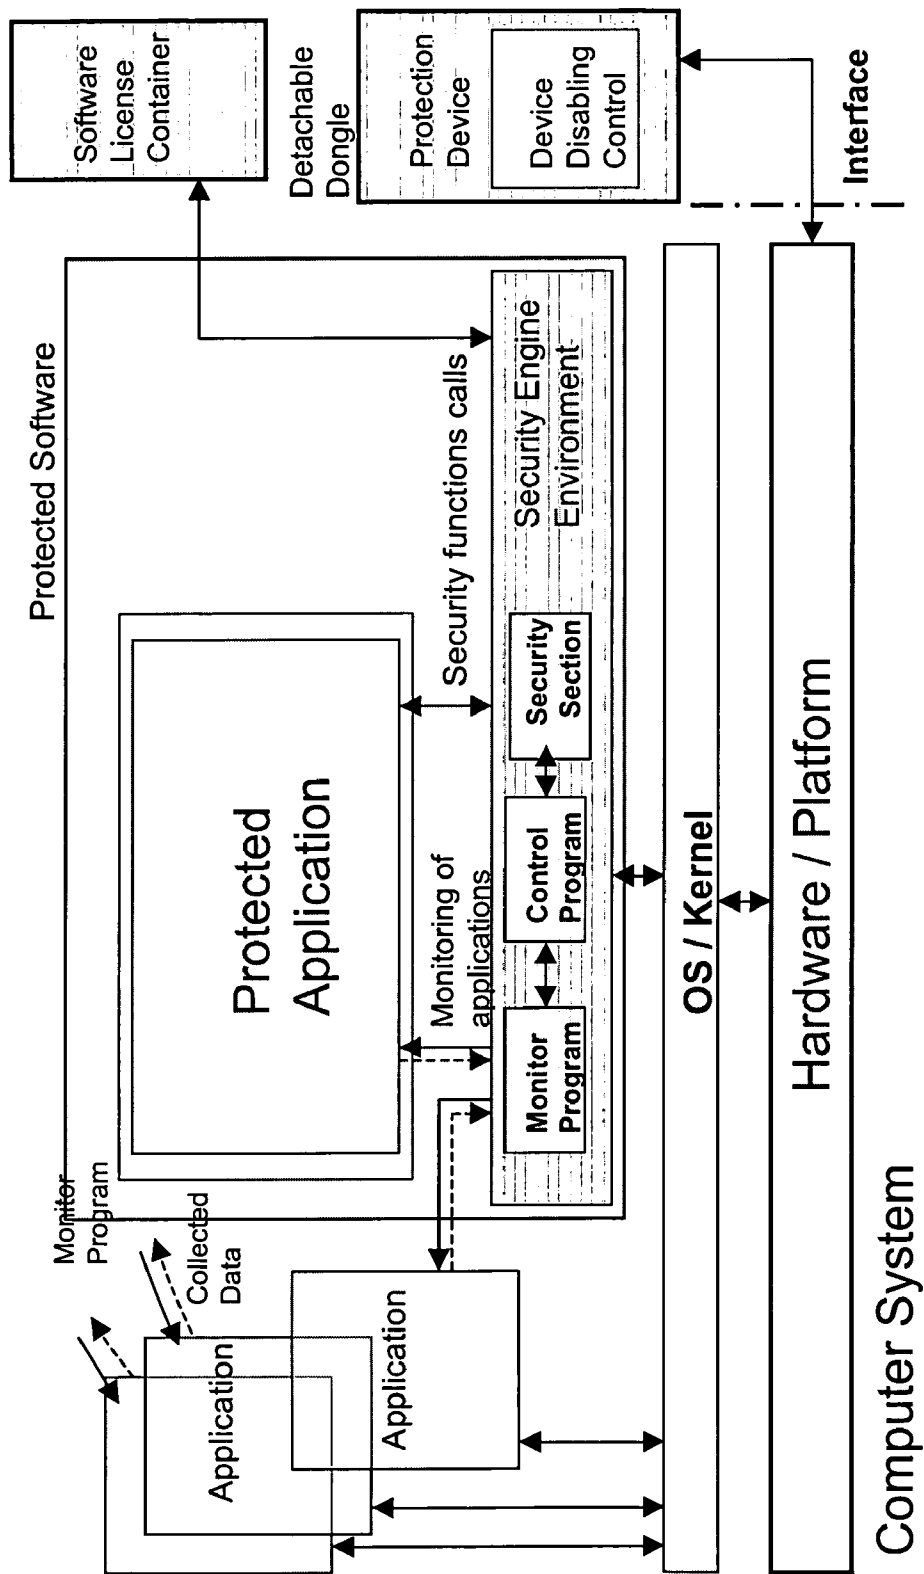 Monitor
Program
Collected
Data
Application
Application
Protected Software
Protected
Application
Monitoring of
applications
Security functions calls
Monitor
Program
Control
Program
Security
Section
Security Engine
Environment
Software
License
Container
Detachable
Dongle
Protection
Device
Device
Disabling
Control
Interface
OS / Kernel
Hardware / Platform
Computer System